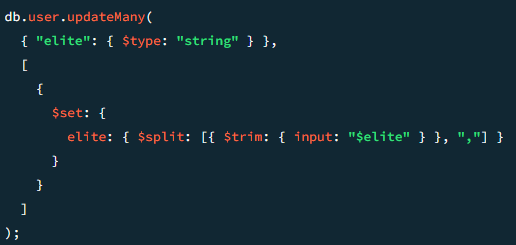 db.user.updateMany(
  { "elite": { $type: "string" } },
  [
    {
      $set: {
        elite: { $split: [{ $trim: { input: "$elite" } }, ","] }
      }
    }
  ]
);